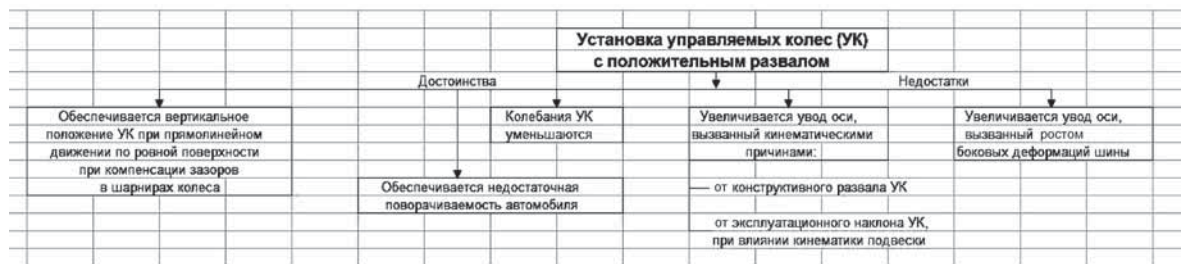 Установка управляемых колес (УК)
с положительным развалом
Достоинства
Недостатки
Обеспечивается вертикальное
положение УК при прямолинейном
движении по ровной поверхности
при компенсации зазоров
в шарнирах колеса
Обеспечивается недостаточная
поворачиваемость автомобиля
Колебания УК
уменьшаются
Увеличивается увод оси,
вызванный кинематическими
причинами:
от конструктивного развала УК
от эксплуатационного наклона УК,
при влиянии кинематики подвески
Увеличивается увод оси,
вызванный ростом
боковых деформаций шины